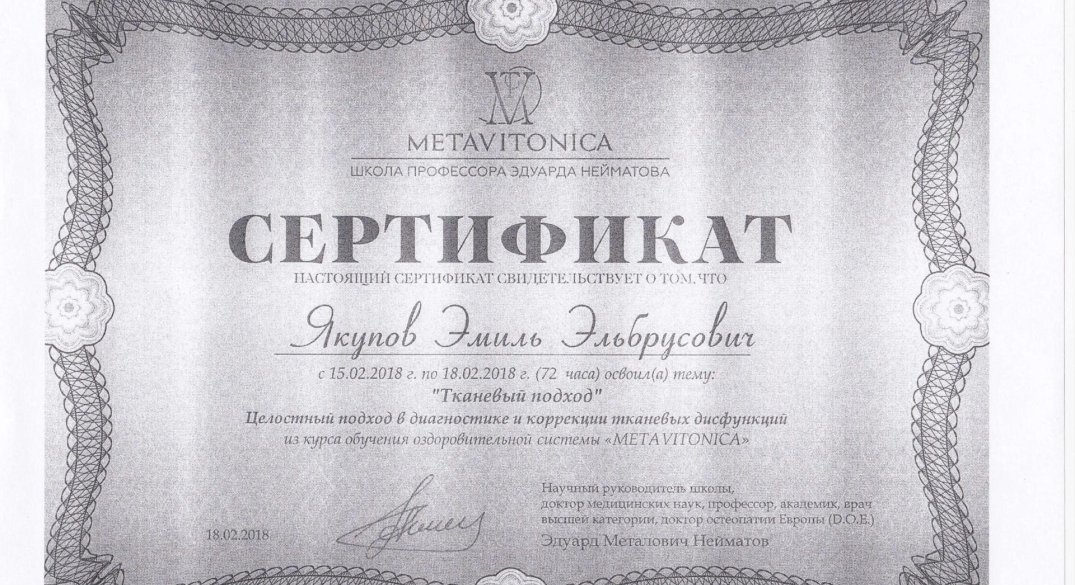 METAVITONICA
ШКОЛА ПРОФЕССОРА ЭДУАРДА НЕЙМАТОВА
СЕРТИФИКАТ
НАСТОЯЩИЙ СЕРТИФИКАТ СВИДЕТЕЛЬСТВУЕТ О ТОМ, ЧТО
Якупов Эмиль Эльбрусович
с 15.02.2018 г. по 18.02.2018 г. (72 часа) освоил(а) тему:
"Тканевый подход"
Целостный подход в диагностике и коррекции тканевых дисфункций
из курса обучения оздоровительной системы «METAVITONICA»
Научный руководитель школы,
доктор медицинских наук, профессор, академик, врач
высшей категории, доктор остеопатии Европы (D.O.E.)
Эдуард Металович Нейматов
18.02.2018